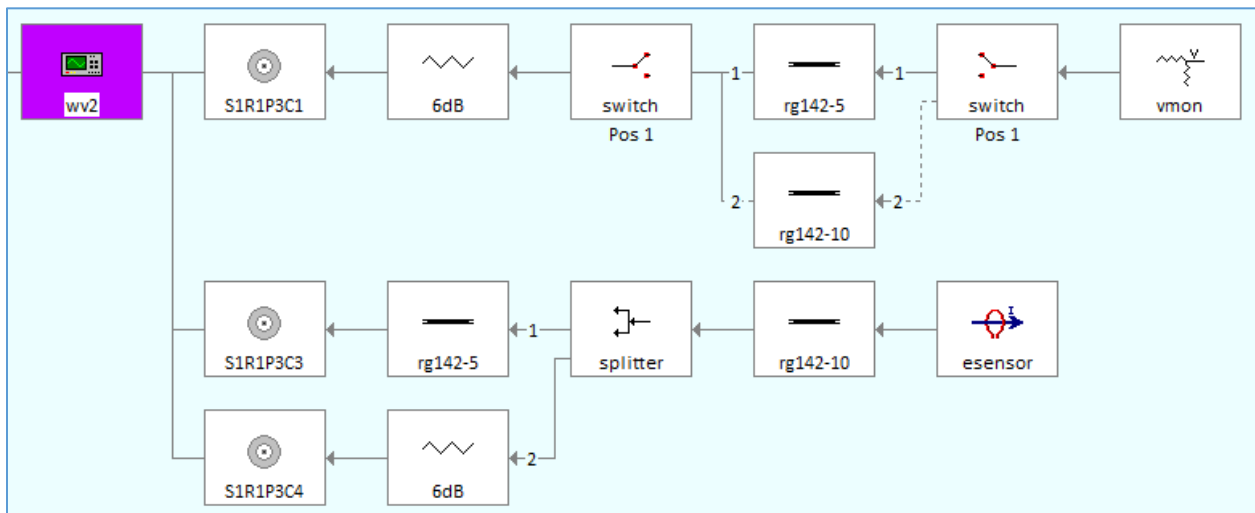 wv2
S1R1P3C1
6dB
switch
Pos 1
1
rg142-5
1
switch
Pos 1
V
vmon
2
rg142-10
2
S1R1P3C3
rg142-5
1
splitter
rg142-10
I
esensor
S1R1P3C4
6dB
2